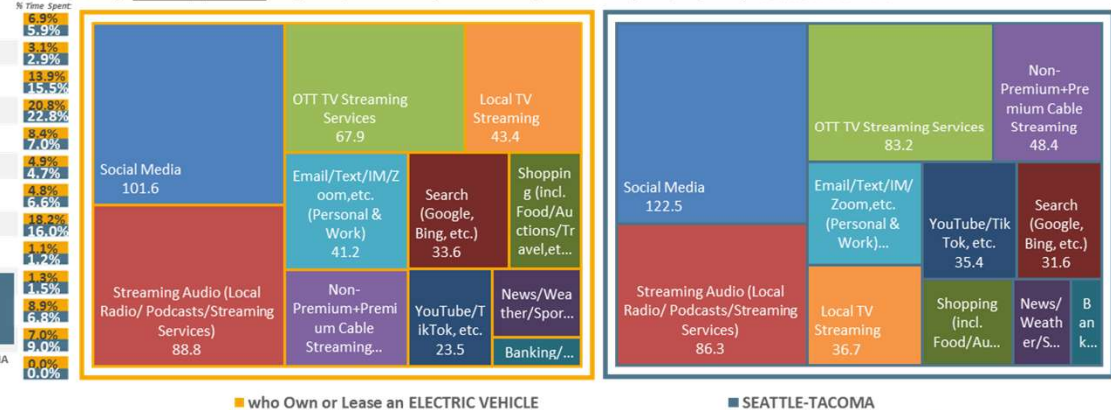 % Time Spent:
6.9%
5.9%
3.1%
2.9%
13.9%
15.5%
20.8%
22.8%
8.4%
7.0%
4.9%
4.7%
4.8%
6.6%
18.2%
16.0%
1.1%
1.2%
1.3%
1.5%
8.9%
6.8%
7.0%
9.0%
0.0%
0.0%
Social Media
101.6
Streaming Audio (Local
Radio/ Podcasts/Streaming
Services)
88.8
OTT TV Streaming
Services
67.9
Local TV
Streaming
43.4
Email/Text/IM/Z
oom,etc.
(Personal &
Work)
41.2
Search
(Google,
Bing, etc.)
33.6
Shoppin
g (incl.
Food/Au
ctions/Tr
avel,et...
Non-
Premium+Premi
um Cable
Streaming...
YouTube/T
ikTok, etc.
23.5
News/Wea
ther/Spor...
Banking/...
Social Media
122.5
Streaming Audio (Local
Radio/ Podcasts/Streaming
Services)
86.3
OTT TV Streaming Services
83.2
Non-
Premium+Pre
mium Cable
Streaming
48.4
Email/Text/IM/
Zoom,etc.
(Personal &
Work)...
YouTube/Tik
Tok, etc.
35.4
Search
(Google,
Bing, etc.)
31.6
Local TV
Streaming
36.7
Shopping
(incl.
Food/Au...
News/
Weath
er/S...
B
an
k...
who Own or Lease an ELECTRIC VEHICLE
SEATTLE-TACOMA